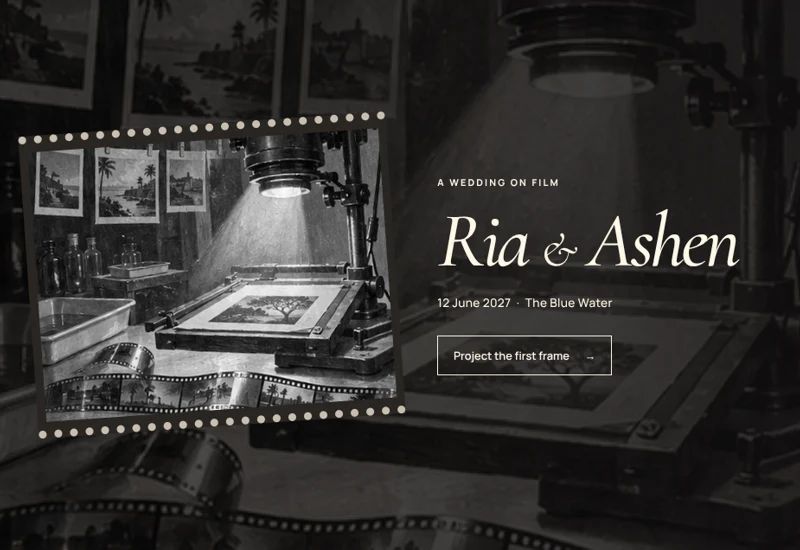 A WEDDING ON FILM
Ria & Ashen
12 June 2027 · The Blue Water
Project the first frame →